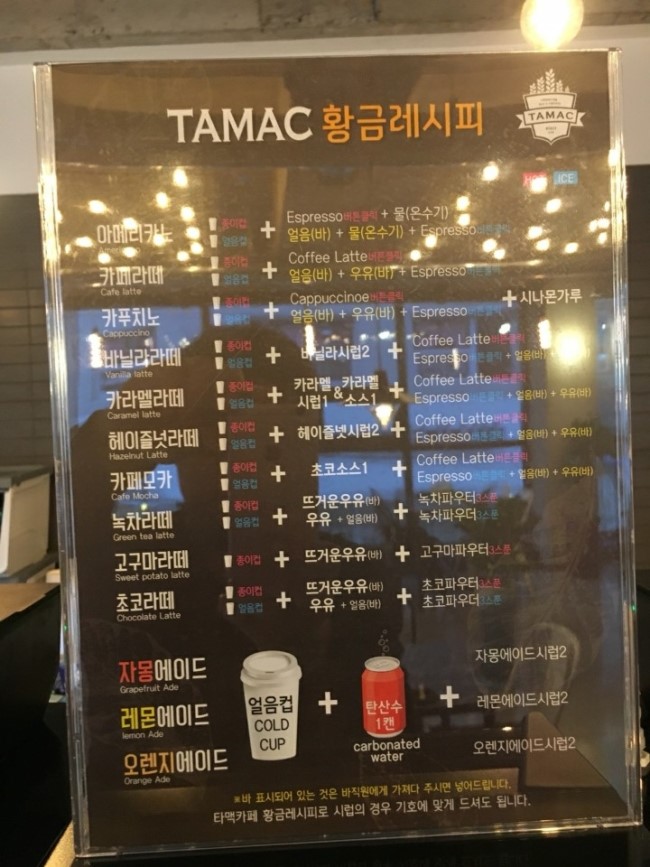 TAMAC 황금레시피
TAMAC
HOT ICE
아메리카노 종이컵 + Espresso버튼클릭 + 물(온수기)
얼음컵 얼음(바) + 물(온수기) + Espresso버튼클릭
카페라떼 종이컵 + Coffee Latte버튼클릭
Cafe latte 얼음컵 얼음(바) + 우유(바) + Espresso버튼클릭
카푸치노 종이컵 + Cappuccinoe버튼클릭 + 시나몬가루
Cappuccino 얼음컵 얼음(바) + 우유(바) + Espresso버튼클릭
바닐라라떼 종이컵 + 바닐라시럽2 + Coffee Latte버튼클릭
Vanilla latte 얼음컵 Espresso버튼클릭 + 얼음(바) +
카라멜라떼 종이컵 + 카라멜시럽1 & 카라멜소스1 + Coffee Latte버튼클릭
Caramel latte 얼음컵 Espresso버튼클릭 + 얼음(바) + 우유(바)
헤이즐넛라떼 종이컵 + 헤이즐넷시럽2 + Coffee Latte버튼클릭
Hazelnut Latte 얼음컵 Espresso버튼클릭 + 얼음(바) + 우유(바)
카페모카 종이컵 + 초코소스1 + Coffee Latte버튼클릭
Cafe Mocha 얼음컵 Espresso버튼클릭 + 얼음(바) + 우유(바)
녹차라떼 종이컵 + 뜨거운우유(바) + 녹차파우터3스푼
Green tea latte 얼음컵 우유 + 얼음(바) 녹차파우더3스푼
고구마라떼 종이컵 + 뜨거운우유(바) + 고구마파우터3스푼
Sweet potato latte
초코라떼 종이컵 + 뜨거운우유(바) + 초코파우터3스푼
Chocolate Latte 얼음컵 우유 + 얼음(바) 초코파우더3스푼
자몽에이드
Grapefruit Ade
레몬에이드
lemon Ade
오렌지에이드
Orange Ade
얼음컵
COLD
CUP
+
탄산수
1캔
carbonated
water
+
자몽에이드시럽2
레몬에이드시럽2
오렌지에이드시럽2
※바 표시되어 있는 것은 바직원에게 가져다 주시면 넣어드립니다.
타맥카페 황금레시피로 시럽의 경우 기호에 맞게 드셔도 됩니다.